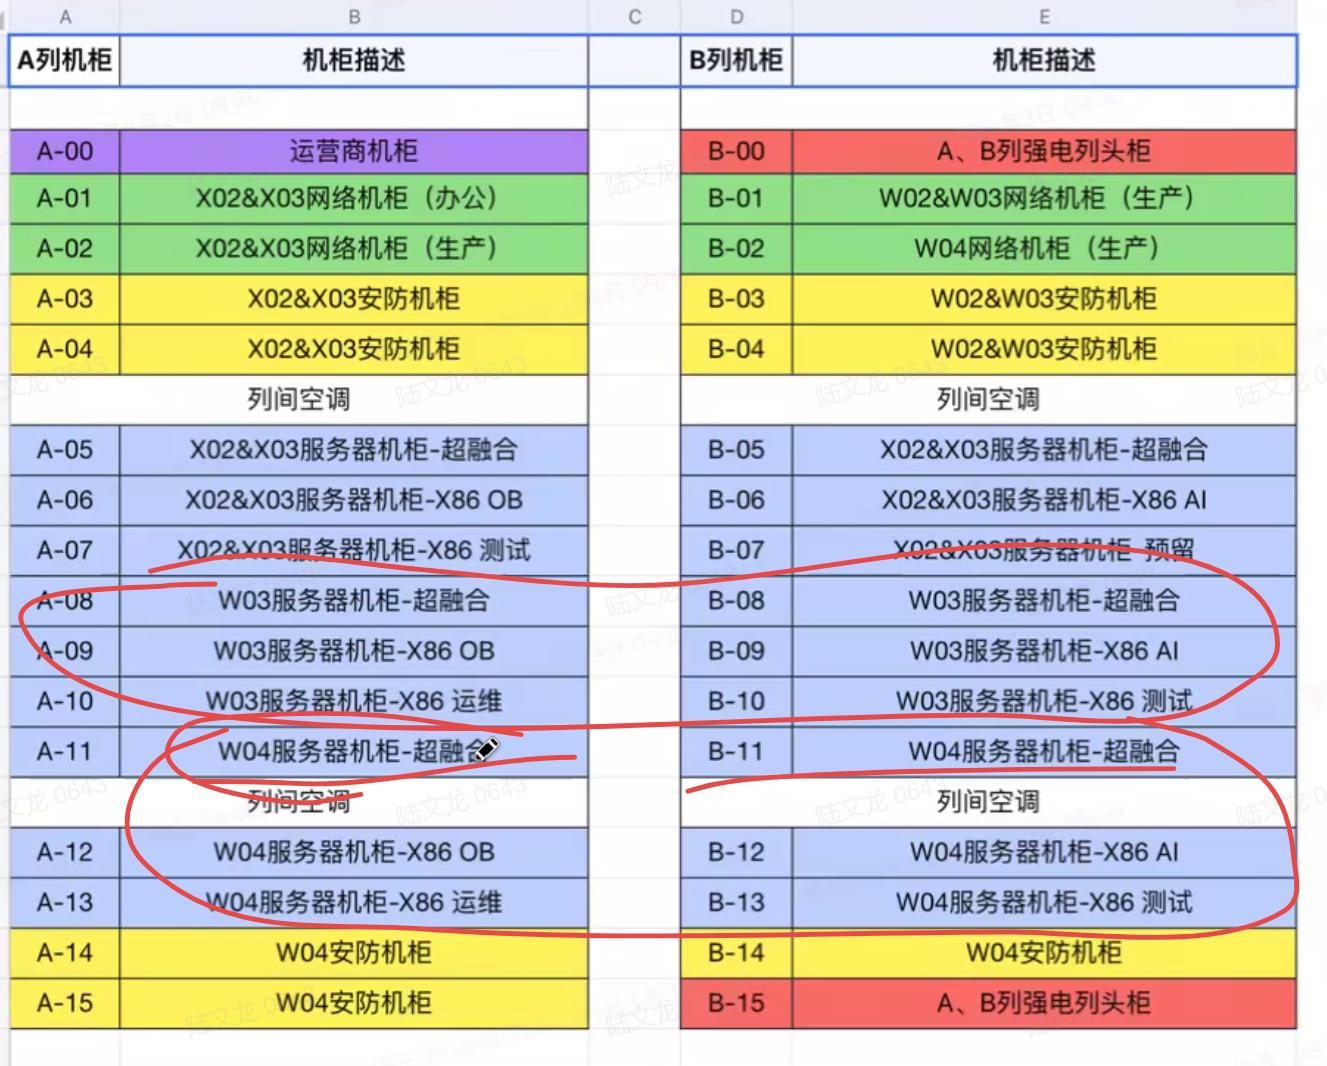 A B C D E
A列机柜 机柜描述 B列机柜 机柜描述
A-00 运营商机柜 B-00 A、B列强电列头柜
A-01 X02&X03网络机柜（办公） B-01 W02&W03网络机柜（生产）
A-02 X02&X03网络机柜（生产） B-02 W04网络机柜（生产）
A-03 X02&X03安防机柜 B-03 W02&W03安防机柜
A-04 X02&X03安防机柜 B-04 W02&W03安防机柜
列间空调 列间空调
A-05 X02&X03服务器机柜-超融合 B-05 X02&X03服务器机柜-超融合
A-06 X02&X03服务器机柜-X86 OB B-06 X02&X03服务器机柜-X86 AI
A-07 X02&X03服务器机柜-X86 测试 B-07 X02&X03服务器机柜-预留
A-08 W03服务器机柜-超融合 B-08 W03服务器机柜-超融合
A-09 W03服务器机柜-X86 OB B-09 W03服务器机柜-X86 AI
A-10 W03服务器机柜-X86 运维 B-10 W03服务器机柜-X86 测试
A-11 W04服务器机柜-超融合 B-11 W04服务器机柜-超融合
列间空调 列间空调
A-12 W04服务器机柜-X86 OB B-12 W04服务器机柜-X86 AI
A-13 W04服务器机柜-X86 运维 B-13 W04服务器机柜-X86 测试
A-14 W04安防机柜 B-14 W04安防机柜
A-15 W04安防机柜 B-15 A、B列强电列头柜
陆文龙 0643